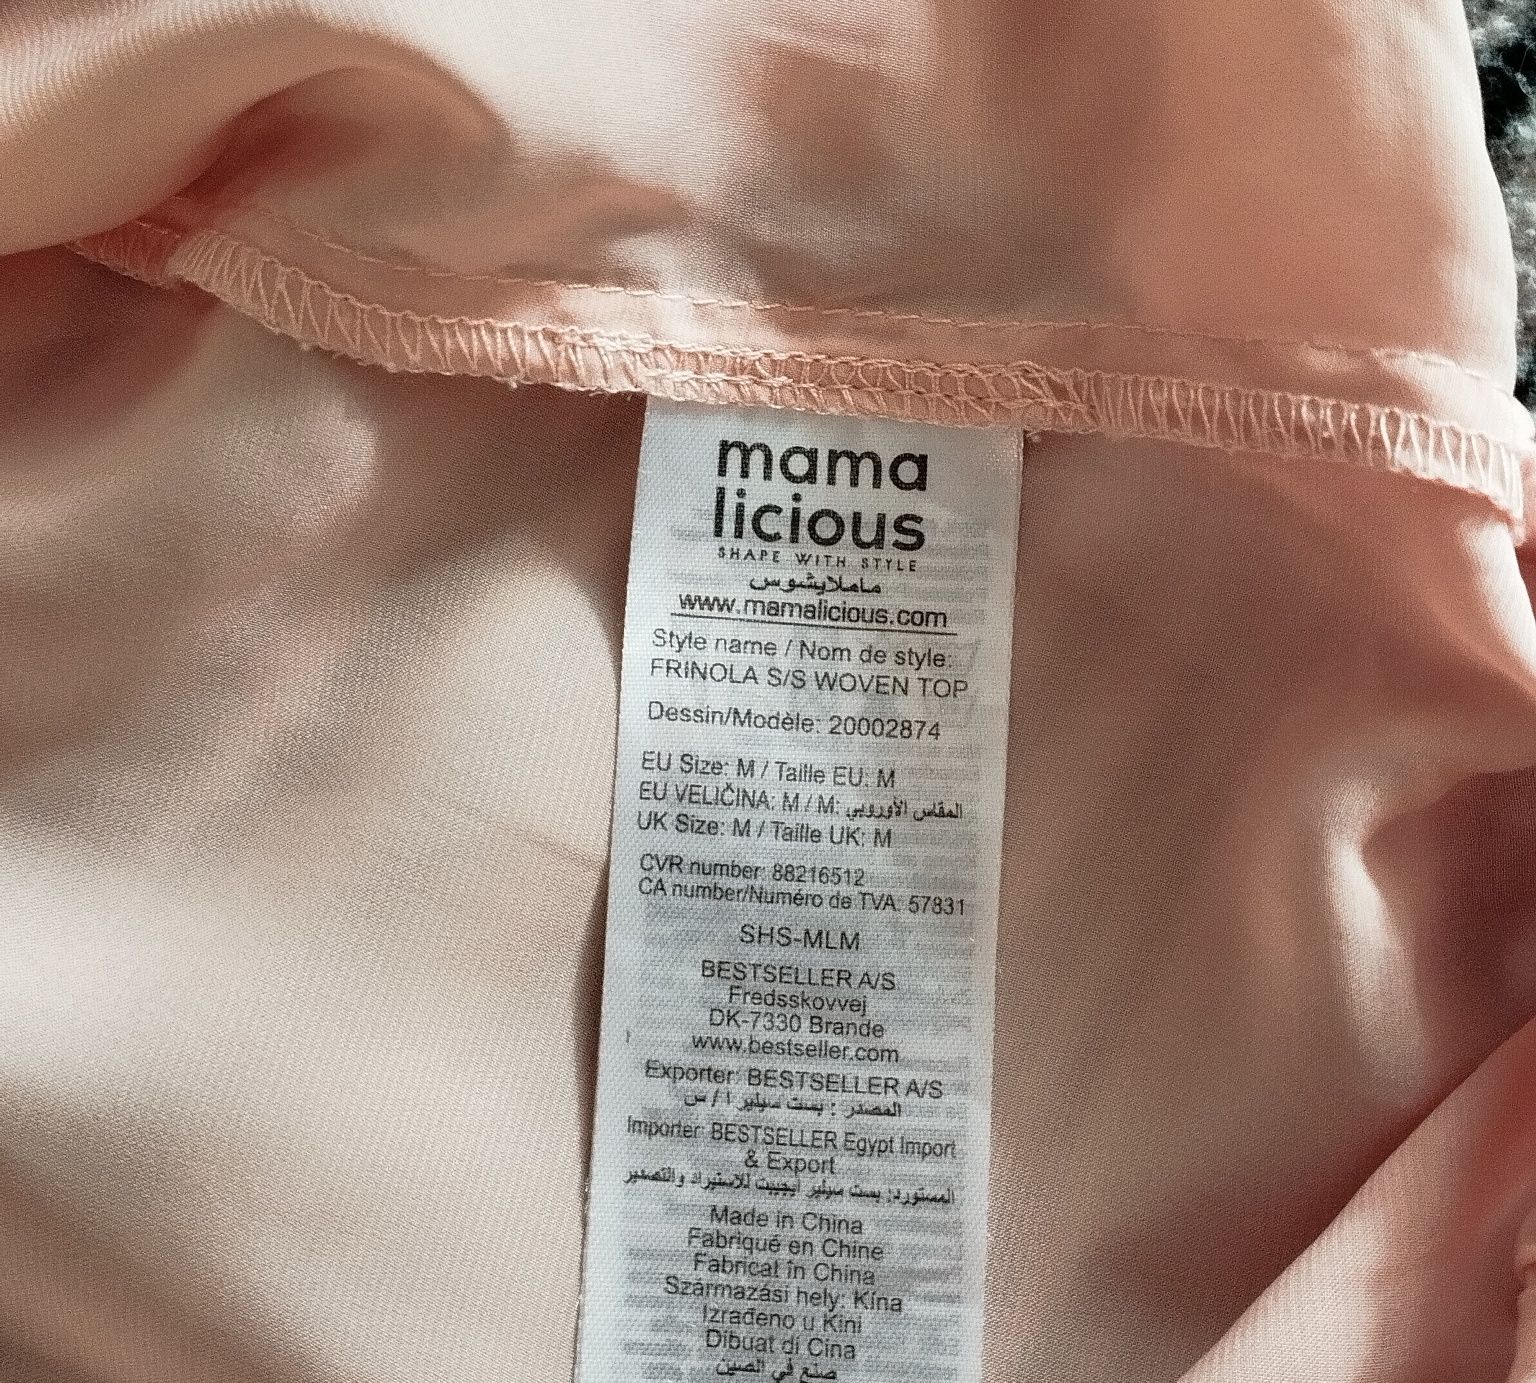 mama
licious
SHAPE WITH STYLE
ماملايشوس
www.mamalicious.com
Style name / Nom de style:
FRINOLA S/S WOVEN TOP
Dessin/Modèle: 20002874
EU Size: M / Taille EU: M
EU VELIČINA: M / M: المقاس الأوروبي
UK Size: M / Taille UK: M
CVR number: 88216512
CA number/Numéro de TVA: 57831
SHS-MLM
BESTSELLER A/S
Fredsskovvej
DK-7330 Brande
www.bestseller.com
Exporter: BESTSELLER A/S
المصدر : بست سيلير ا / س
Importer: BESTSELLER Egypt Import
& Export
المستورد: بست سيلير ايجيبت للاستيراد والتصدير
Made in China
Fabriqué en Chine
Fabricat în China
Származási hely: Kína
Izrađeno u Kini
Dibuat di Cina
صنع في الصين